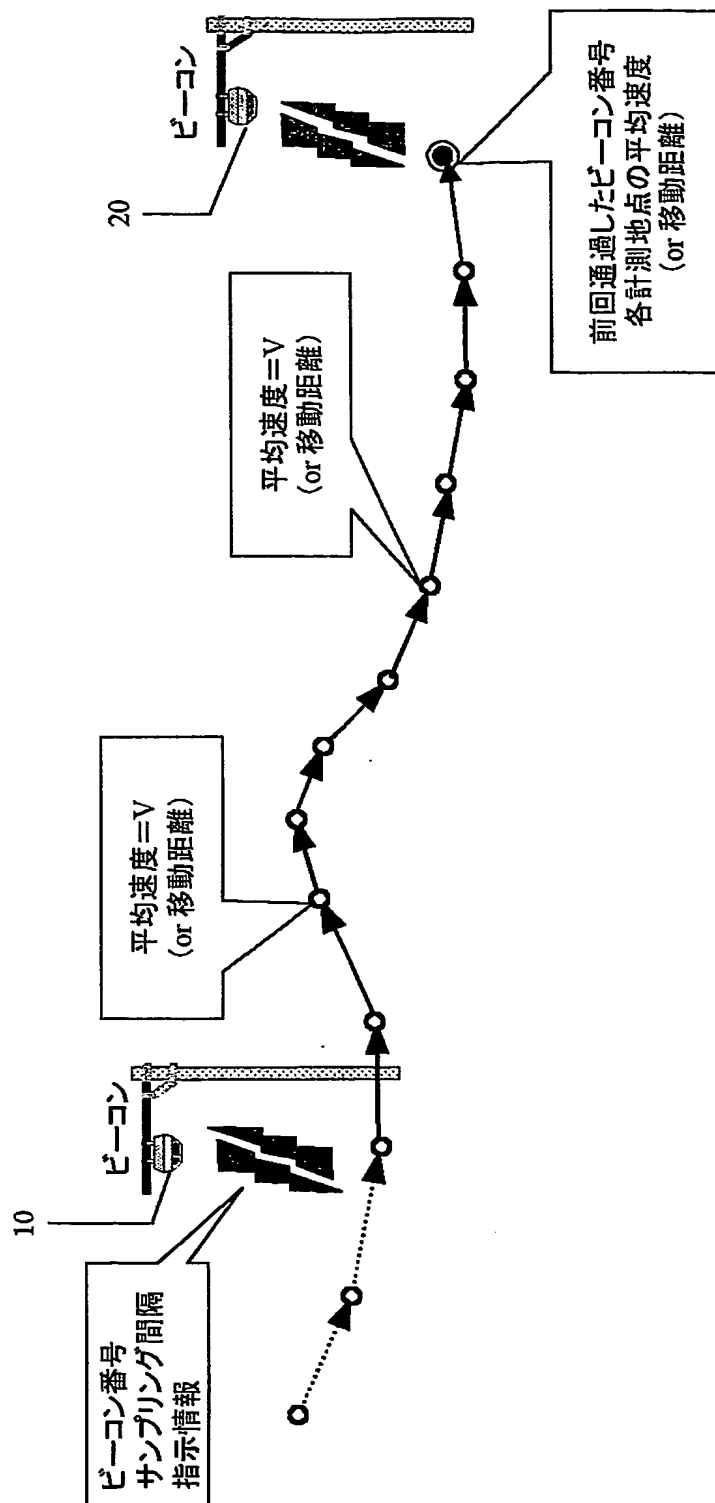 ビーコン番号
サンプリング間隔
指示情報
10
ビーコン
平均速度=V
(or 移動距離)
平均速度=V
(or 移動距離)
20
ビーコン
前回通過したビーコン番号
各計測地点の平均速度
(or 移動距離)